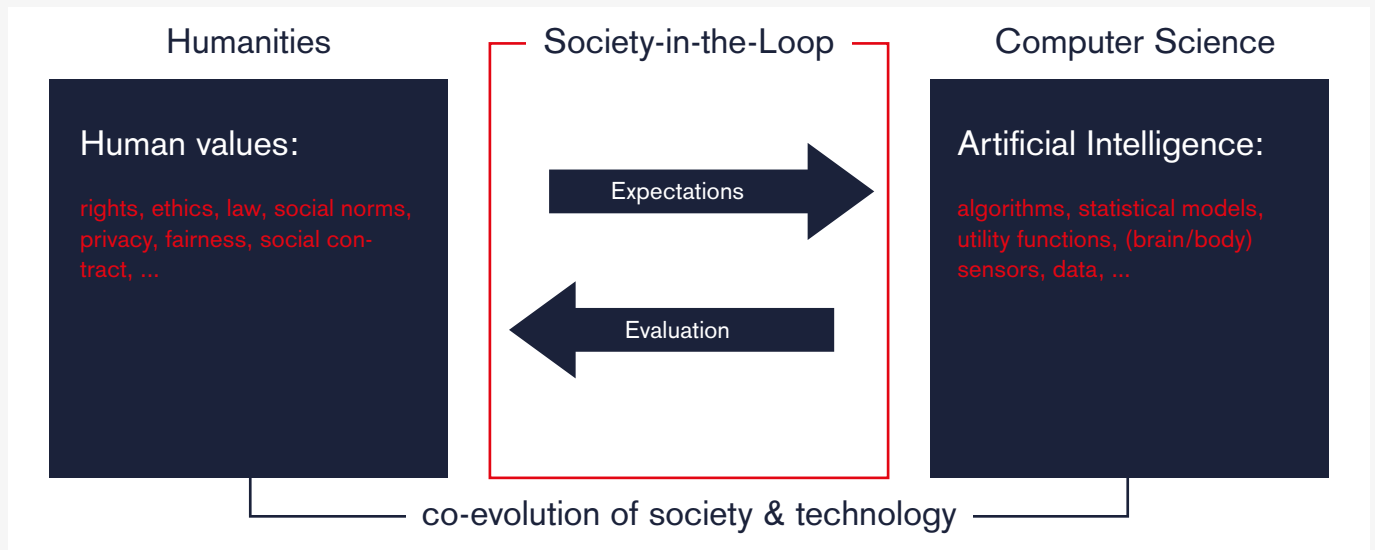 Humanities
Society-in-the-Loop
Computer Science
Human values:
rights, ethics, law, social norms,
privacy, fairness, social con-
tract, ...
Expectations
Evaluation
Artificial Intelligence:
algorithms, statistical models,
utility functions, (brain/body)
sensors, data, ...
co-evolution of society & technology